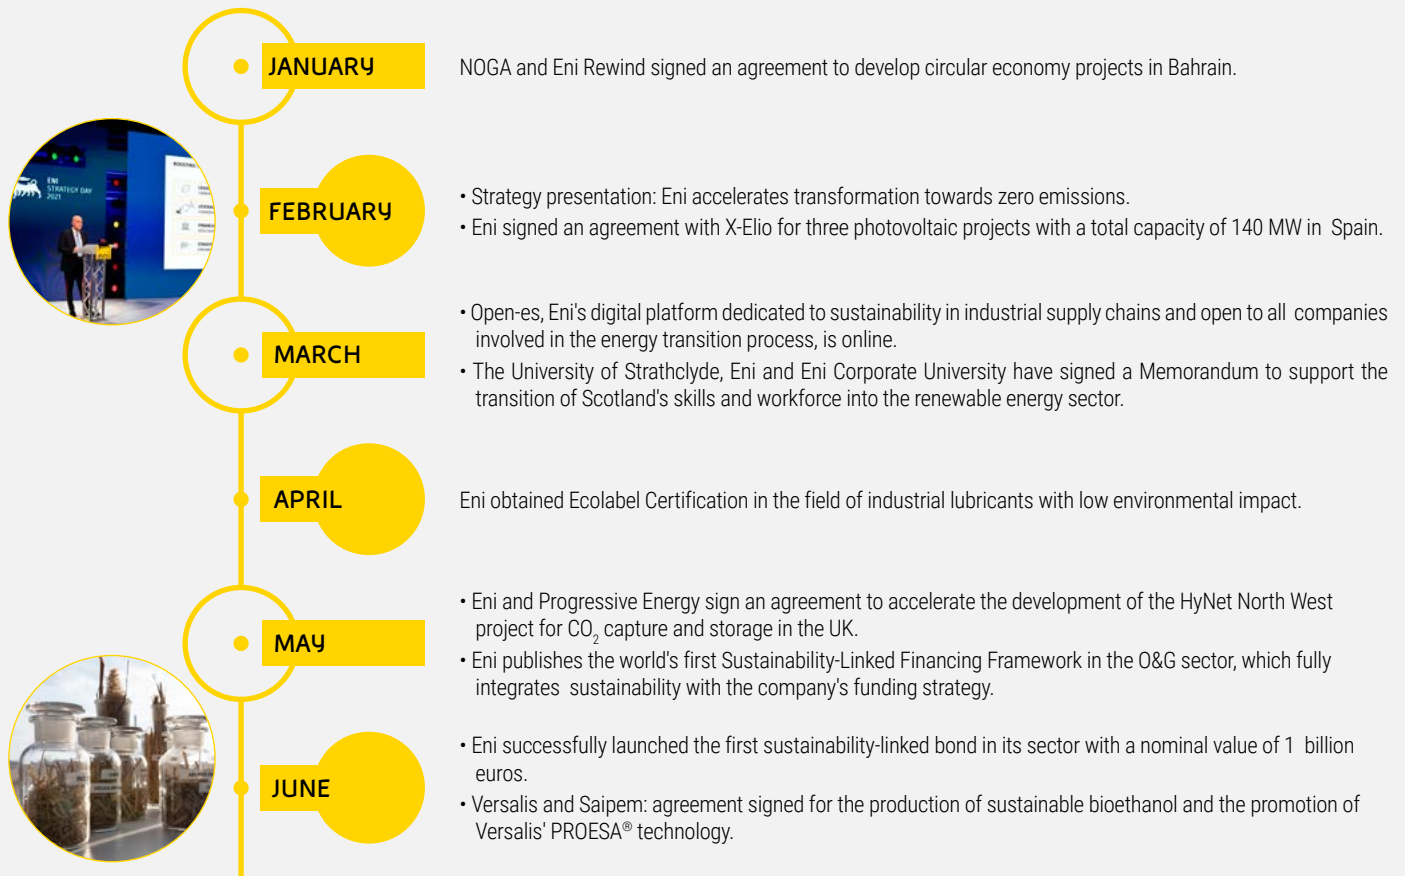 JANUARY
NOGA and Eni Rewind signed an agreement to develop circular economy projects in Bahrain.
ENI
STRATEGY DAY
2021
BOOSTING
FEBRUARY
• Strategy presentation: Eni accelerates transformation towards zero emissions.
• Eni signed an agreement with X-Elio for three photovoltaic projects with a total capacity of 140 MW in Spain.
MARCH
• Open-es, Eni's digital platform dedicated to sustainability in industrial supply chains and open to all companies
involved in the energy transition process, is online.
• The University of Strathclyde, Eni and Eni Corporate University have signed a Memorandum to support the
transition of Scotland's skills and workforce into the renewable energy sector.
APRIL
Eni obtained Ecolabel Certification in the field of industrial lubricants with low environmental impact.
MAY
• Eni and Progressive Energy sign an agreement to accelerate the development of the HyNet North West
project for CO₂ capture and storage in the UK.
• Eni publishes the world's first Sustainability-Linked Financing Framework in the O&G sector, which fully
integrates sustainability with the company's funding strategy.
JUNE
• Eni successfully launched the first sustainability-linked bond in its sector with a nominal value of 1 billion
euros.
• Versalis and Saipem: agreement signed for the production of sustainable bioethanol and the promotion of
Versalis' PROESA® technology.